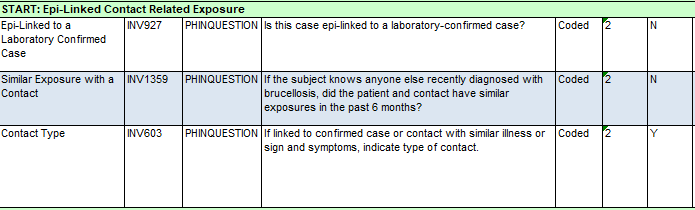 START: Epi-Linked Contact Related Exposure
Epi-Linked to a Laboratory Confirmed Case INV927 PHINQUESTION Is this case epi-linked to a laboratory-confirmed case? Coded 2 N
Similar Exposure with a Contact INV1359 PHINQUESTION If the subject knows anyone else recently diagnosed with brucellosis, did the patient and contact have similar exposures in the past 6 months? Coded 2 N
Contact Type INV603 PHINQUESTION If linked to confirmed case or contact with similar illness or sign and symptoms, indicate type of contact. Coded 2 Y